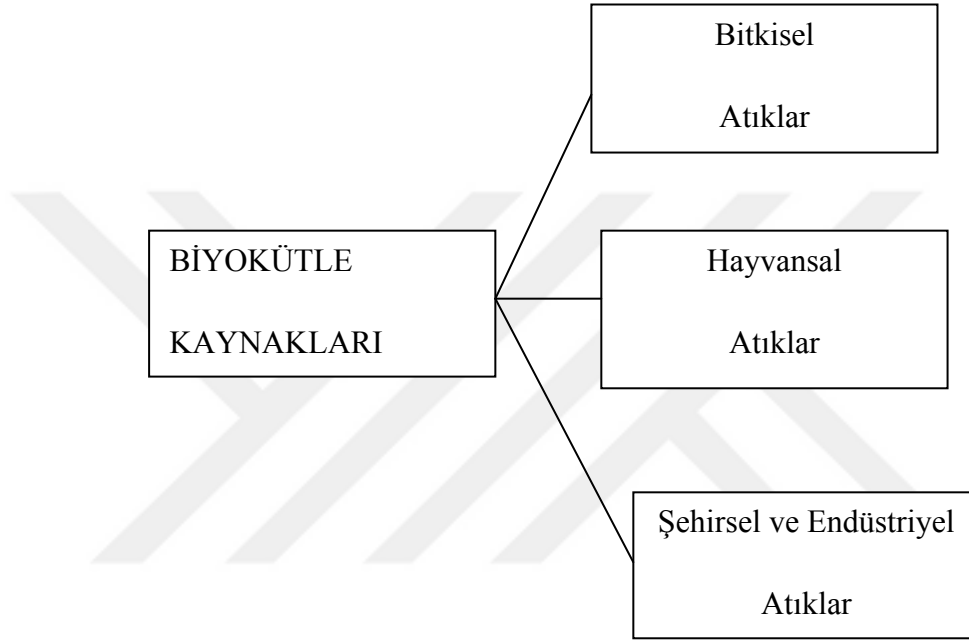 Bitkisel
Atıklar
BİYOKÜTLE
KAYNAKLARI
Hayvansal
Atıklar
Şehirsel ve Endüstriyel
Atıklar